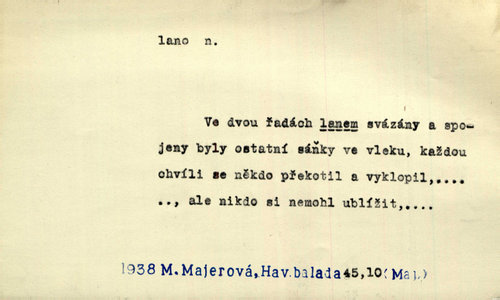 lano n.
Ve dvou řadách lanem svázány a spo-
jeny byly ostatní sáňky ve vleku, každou
chvíli se někdo překotil a vyklopil,....
.., ale nikdo si nemohl ublížit,....
1938 M. Majerová, Hav. balada 45,10 (Maj.)